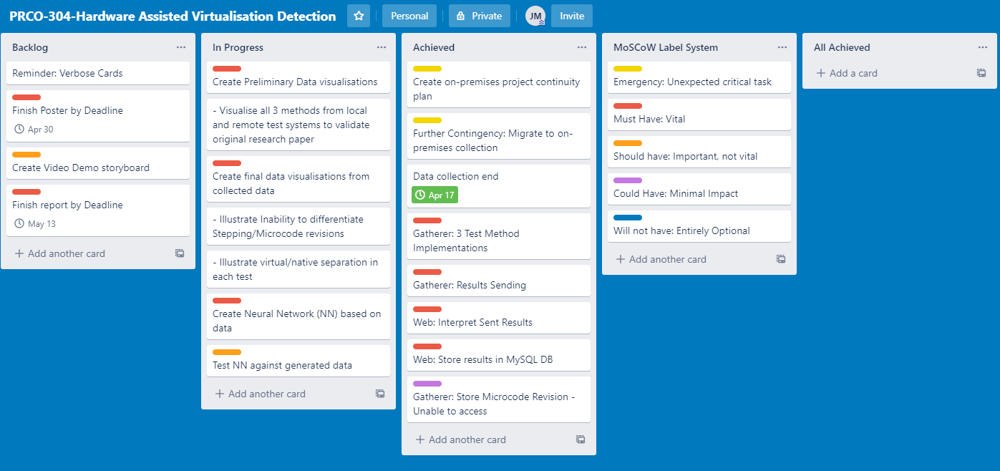 PRCO-304-Hardware Assisted Virtualisation Detection
Personal
Private
JM
Invite
Backlog
Reminder: Verbose Cards
Finish Poster by Deadline
Apr 30
Create Video Demo storyboard
Finish report by Deadline
May 13
Add another card
In Progress
Create Preliminary Data visualisations
- Visualise all 3 methods from local
and remote test systems to validate
original research paper
Create final data visualisations from
collected data
- Illustrate Inability to differentiate
Stepping/Microcode revisions
- Illustrate virtual/native separation in
each test
Create Neural Network (NN) based on
data
Test NN against generated data
Add another card
Achieved
Create on-premises project continuity
plan
Further Contingency: Migrate to on-
premises collection
Data collection end
Apr 17
Gatherer: 3 Test Method
Implementations
Gatherer: Results Sending
Web: Interpret Sent Results
Web: Store results in MySQL DB
Gatherer: Store Microcode Revision -
Unable to access
Add another card
MoSCoW Label System
Emergency: Unexpected critical task
Must Have: Vital
Should have: Important, not vital
Could Have: Minimal Impact
Will not have: Entirely Optional
Add another card
All Achieved
Add a card